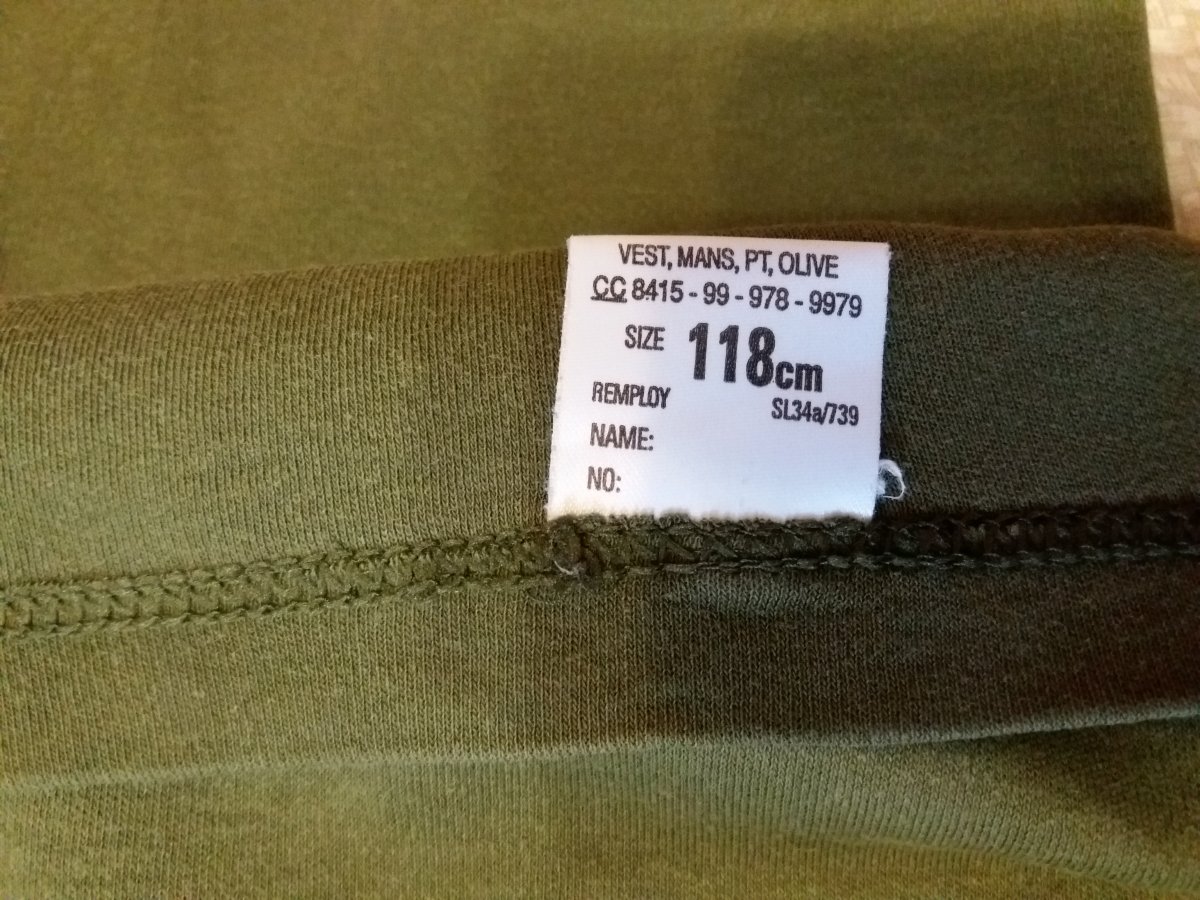 VEST, MANS, PT, OLIVE
CC 8415 - 99 - 978 - 9979
SIZE 118cm
REMPLOY SL34a/739
NAME:
NO: